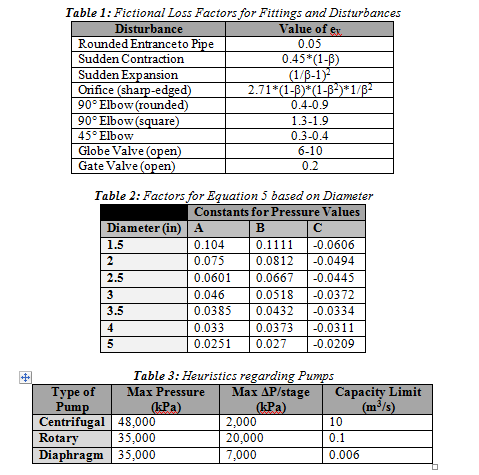 Table 1: Fictional Loss Factors for Fittings and Disturbances
Disturbance Value of ev
Rounded Entranceto Pipe 0.05
Sudden Contraction 0.45*(1-β)
Sudden Expansion (1/β-1)²
Orifice (sharp-edged) 2.71*(1-β)*(1-β²)*1/β²
90° Elbow (rounded) 0.4-0.9
90° Elbow (square) 1.3-1.9
45° Elbow 0.3-0.4
Globe Valve (open) 6-10
Gate Valve (open) 0.2
Table 2: Factors for Equation 5 based on Diameter
Constants for Pressure Values
Diameter (in) A B C
1.5 0.104 0.1111 -0.0606
2 0.075 0.0812 -0.0494
2.5 0.0601 0.0667 -0.0445
3 0.046 0.0518 -0.0372
3.5 0.0385 0.0432 -0.0334
4 0.033 0.0373 -0.0311
5 0.0251 0.027 -0.0209
Table 3: Heuristics regarding Pumps
Type of Max Pressure Max ΔP/stage Capacity Limit
Pump (kPa) (kPa) (m³/s)
Centrifugal 48,000 2,000 10
Rotary 35,000 20,000 0.1
Diaphragm 35,000 7,000 0.006